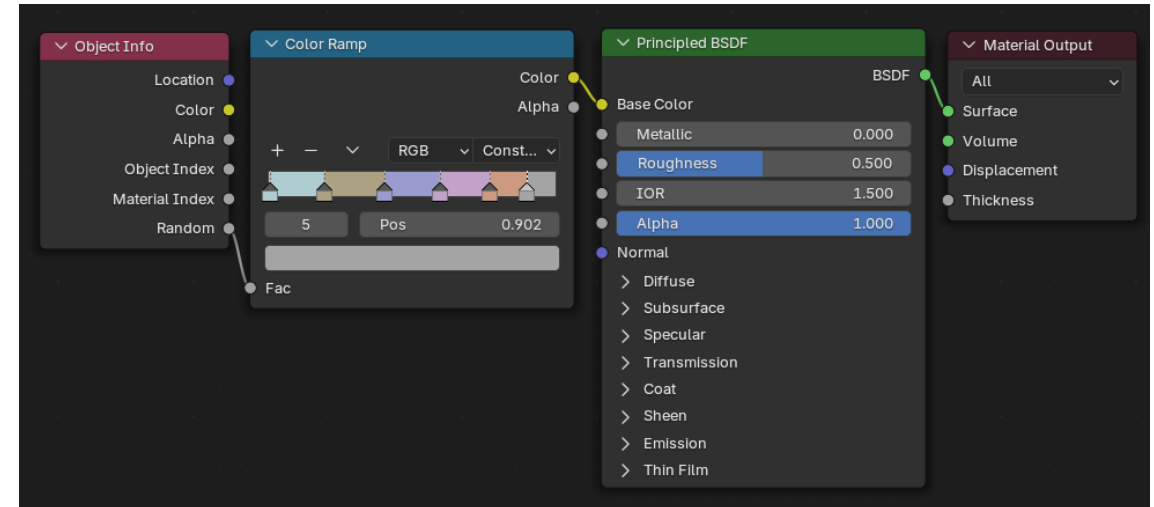 Object Info
Location
Color
Alpha
Object Index
Material Index
Random
Color Ramp
Color
Alpha
RGB
Const...
5
Pos 0.902
Fac
Principled BSDF
BSDF
Base Color
Metallic 0.000
Roughness 0.500
IOR 1.500
Alpha 1.000
Normal
Diffuse
Subsurface
Specular
Transmission
Coat
Sheen
Emission
Thin Film
Material Output
All
Surface
Volume
Displacement
Thickness